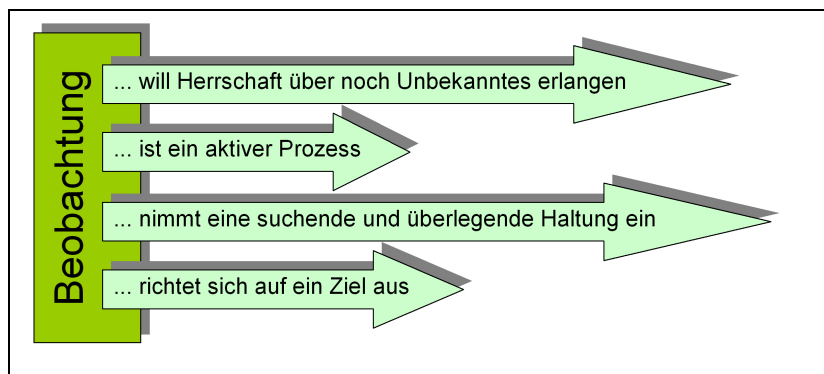 Beobachtung
... will Herrschaft über noch Unbekanntes erlangen
... ist ein aktiver Prozess
... nimmt eine suchende und überlegende Haltung ein
... richtet sich auf ein Ziel aus